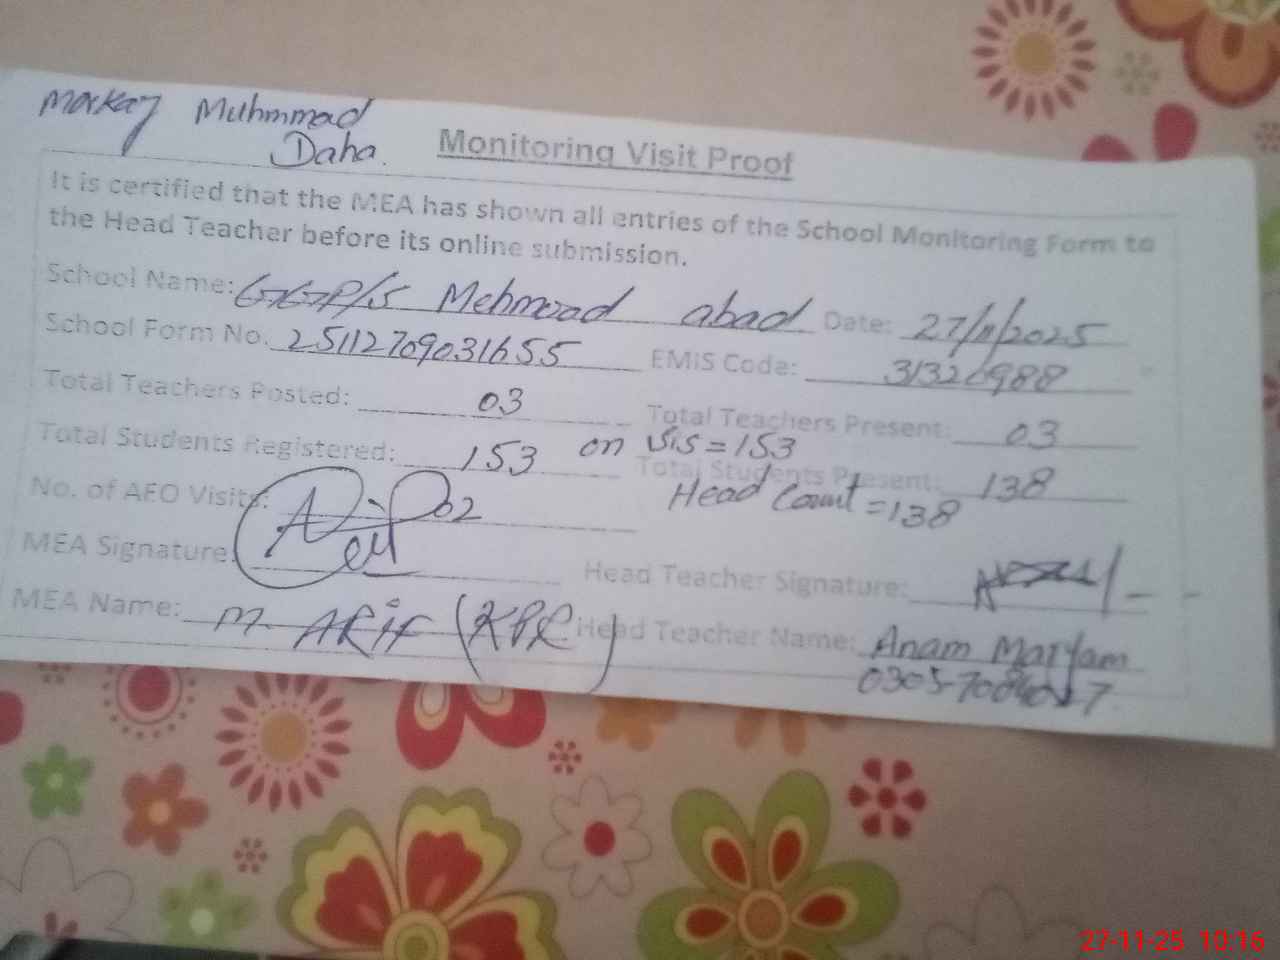 Markaz Muhmmad
Daha.
Monitoring Visit Proof
It is certified that the MEA has shown all entries of the School Monitoring Form to
the Head Teacher before its online submission.
School Name: GGP/S Mehmood abad Date: 27/11/2025
School Form No. 25112709031655 EMIS Code: 31320988
Total Teachers Posted: 03 Total Teachers Present: 03
Total Students Registered: 153 on sis=153 Total Students Present: 138
Head Count=138
No. of AEO Visits: 02
MEA Signature: Head Teacher Signature:
MEA Name: M. ARIF (KPR) Head Teacher Name: Anam Maryam
27-11-25 10:16